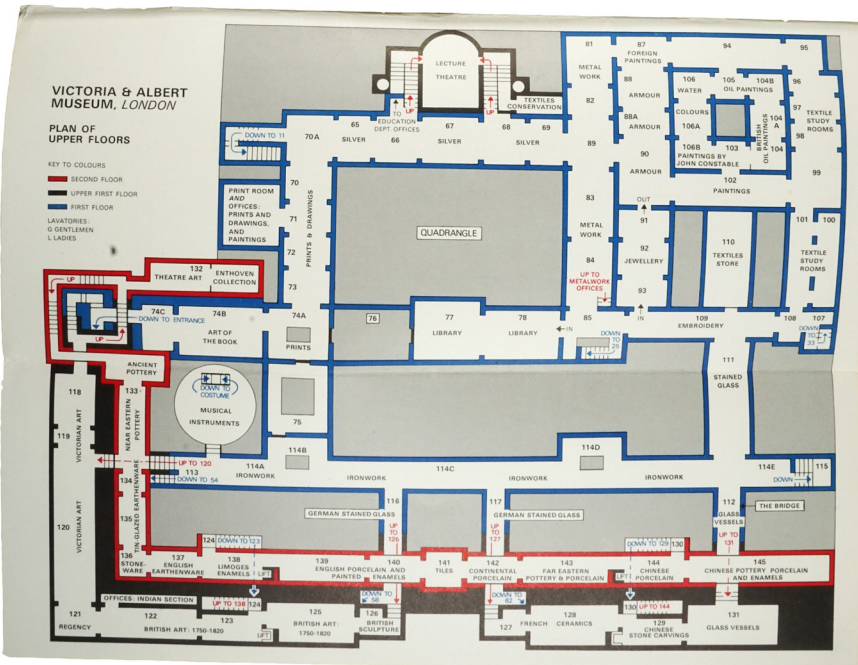 VICTORIA & ALBERT
MUSEUM, LONDON
PLAN OF
UPPER FLOORS
KEY TO COLOURS
SECOND FLOOR
UPPER FIRST FLOOR
FIRST FLOOR
LAVATORIES:
G GENTLEMEN
L LADIES
LECTURE
THEATRE
UP
UP
TO
EDUCATION
DEPT. OFFICES
TEXTILES
CONSERVATION
DOWN TO 11
70A
65
SILVER
66
67
SILVER
68
SILVER
69
81
METAL
WORK
82
89
83
METAL
WORK
84
UP TO
METALWORK
OFFICES
87
FOREIGN
PAINTINGS
88
ARMOUR
88A
ARMOUR
90
ARMOUR
OUT
91
92
JEWELLERY
93
IN
94
95
96
97
98
99
TEXTILE
STUDY
ROOMS
106
WATER
COLOURS
106A
105
104B
OIL PAINTINGS
104
A
104
BRITISH
OIL PAINTINGS
103
106B
PAINTINGS BY
JOHN CONSTABLE
102
PAINTINGS
101
100
TEXTILE
STUDY
ROOMS
110
TEXTILES
STORE
PRINT ROOM
AND
OFFICES:
PRINTS AND
DRAWINGS,
AND
PAINTINGS
70
71
72
73
PRINTS & DRAWINGS
QUADRANGLE
132
THEATRE ART
ENTHOVEN
COLLECTION
UP
UP
DOWN TO ENTRANCE
74C
74B
ART OF
THE BOOK
74A
PRINTS
76
77
LIBRARY
78
LIBRARY
IN
85
DOWN
TO
25
109
EMBROIDERY
108
107
DOWN
TO
33
111
STAINED
GLASS
ANCIENT
POTTERY
133
NEAR EASTERN
POTTERY
118
VICTORIAN ART
119
120
VICTORIAN ART
134
135
TIN-GLAZED EARTHENWARE
DOWN TO
COSTUME
MUSICAL
INSTRUMENTS
75
UP TO 120
113
DOWN TO 54
114A
IRONWORK
114B
114C
IRONWORK
IRONWORK
114D
IRONWORK
114E
DOWN
115
116
GERMAN STAINED GLASS
UP
TO
126
117
GERMAN STAINED GLASS
UP
TO
127
112
GLASS
VESSELS
UP TO
131
THE BRIDGE
136
STONE-
WARE
137
ENGLISH
EARTHENWARE
124
DOWN TO 123
138
LIMOGES
ENAMELS
LIFT
139
140
ENGLISH PORCELAIN AND
PAINTED ENAMELS
141
TILES
142
CONTINENTAL
PORCELAIN
143
FAR EASTERN
POTTERY & PORCELAIN
DOWN TO 129
130
LIFT
144
CHINESE
PORCELAIN
145
CHINESE POTTERY PORCELAIN
AND ENAMELS
OFFICES: INDIAN SECTION
121
REGENCY
122
BRITISH ART: 1750-1820
UP TO 138
124
123
LIFT
125
BRITISH ART:
1750-1820
DOWN
TO
58
126
BRITISH
SCULPTURE
DOWN
TO
62
127
128
FRENCH CERAMICS
130
UP TO 144
129
CHINESE
STONE CARVINGS
131
GLASS VESSELS